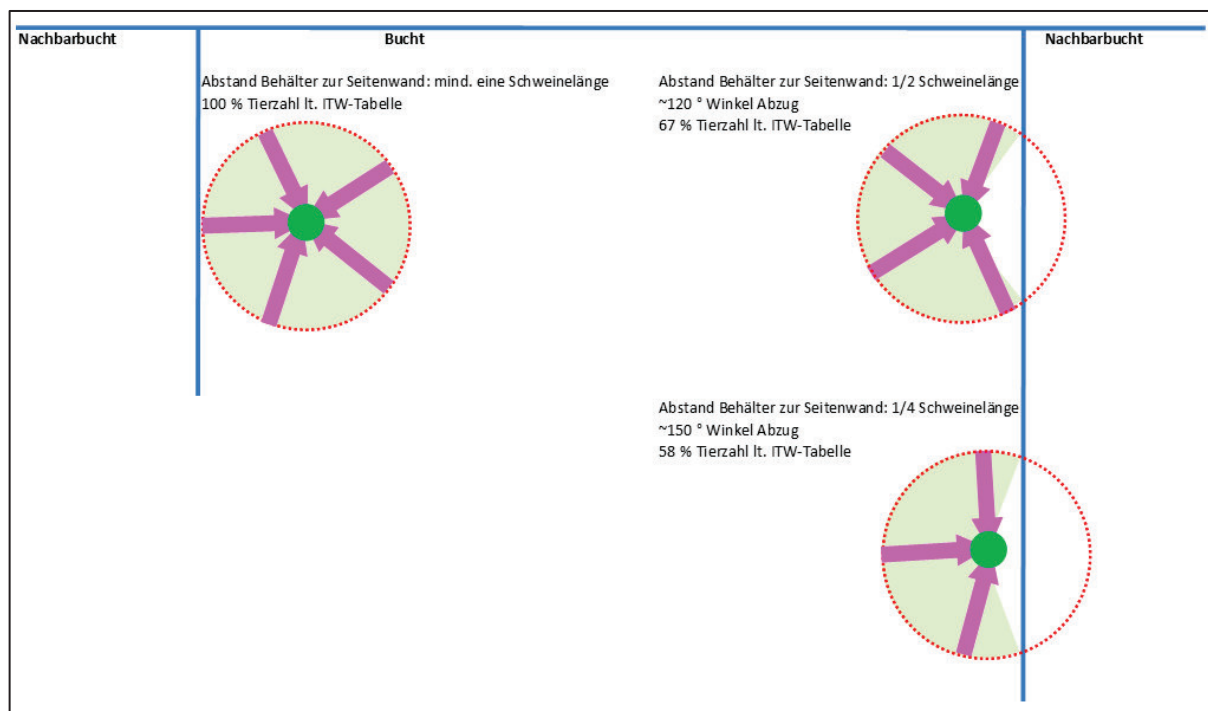 Nachbarbucht
Bucht
Nachbarbucht
Abstand Behälter zur Seitenwand: mind. eine Schweinelänge
100 % Tierzahl lt. ITW-Tabelle
Abstand Behälter zur Seitenwand: 1/2 Schweinelänge
~120 ° Winkel Abzug
67 % Tierzahl lt. ITW-Tabelle
Abstand Behälter zur Seitenwand: 1/4 Schweinelänge
~150 ° Winkel Abzug
58 % Tierzahl lt. ITW-Tabelle